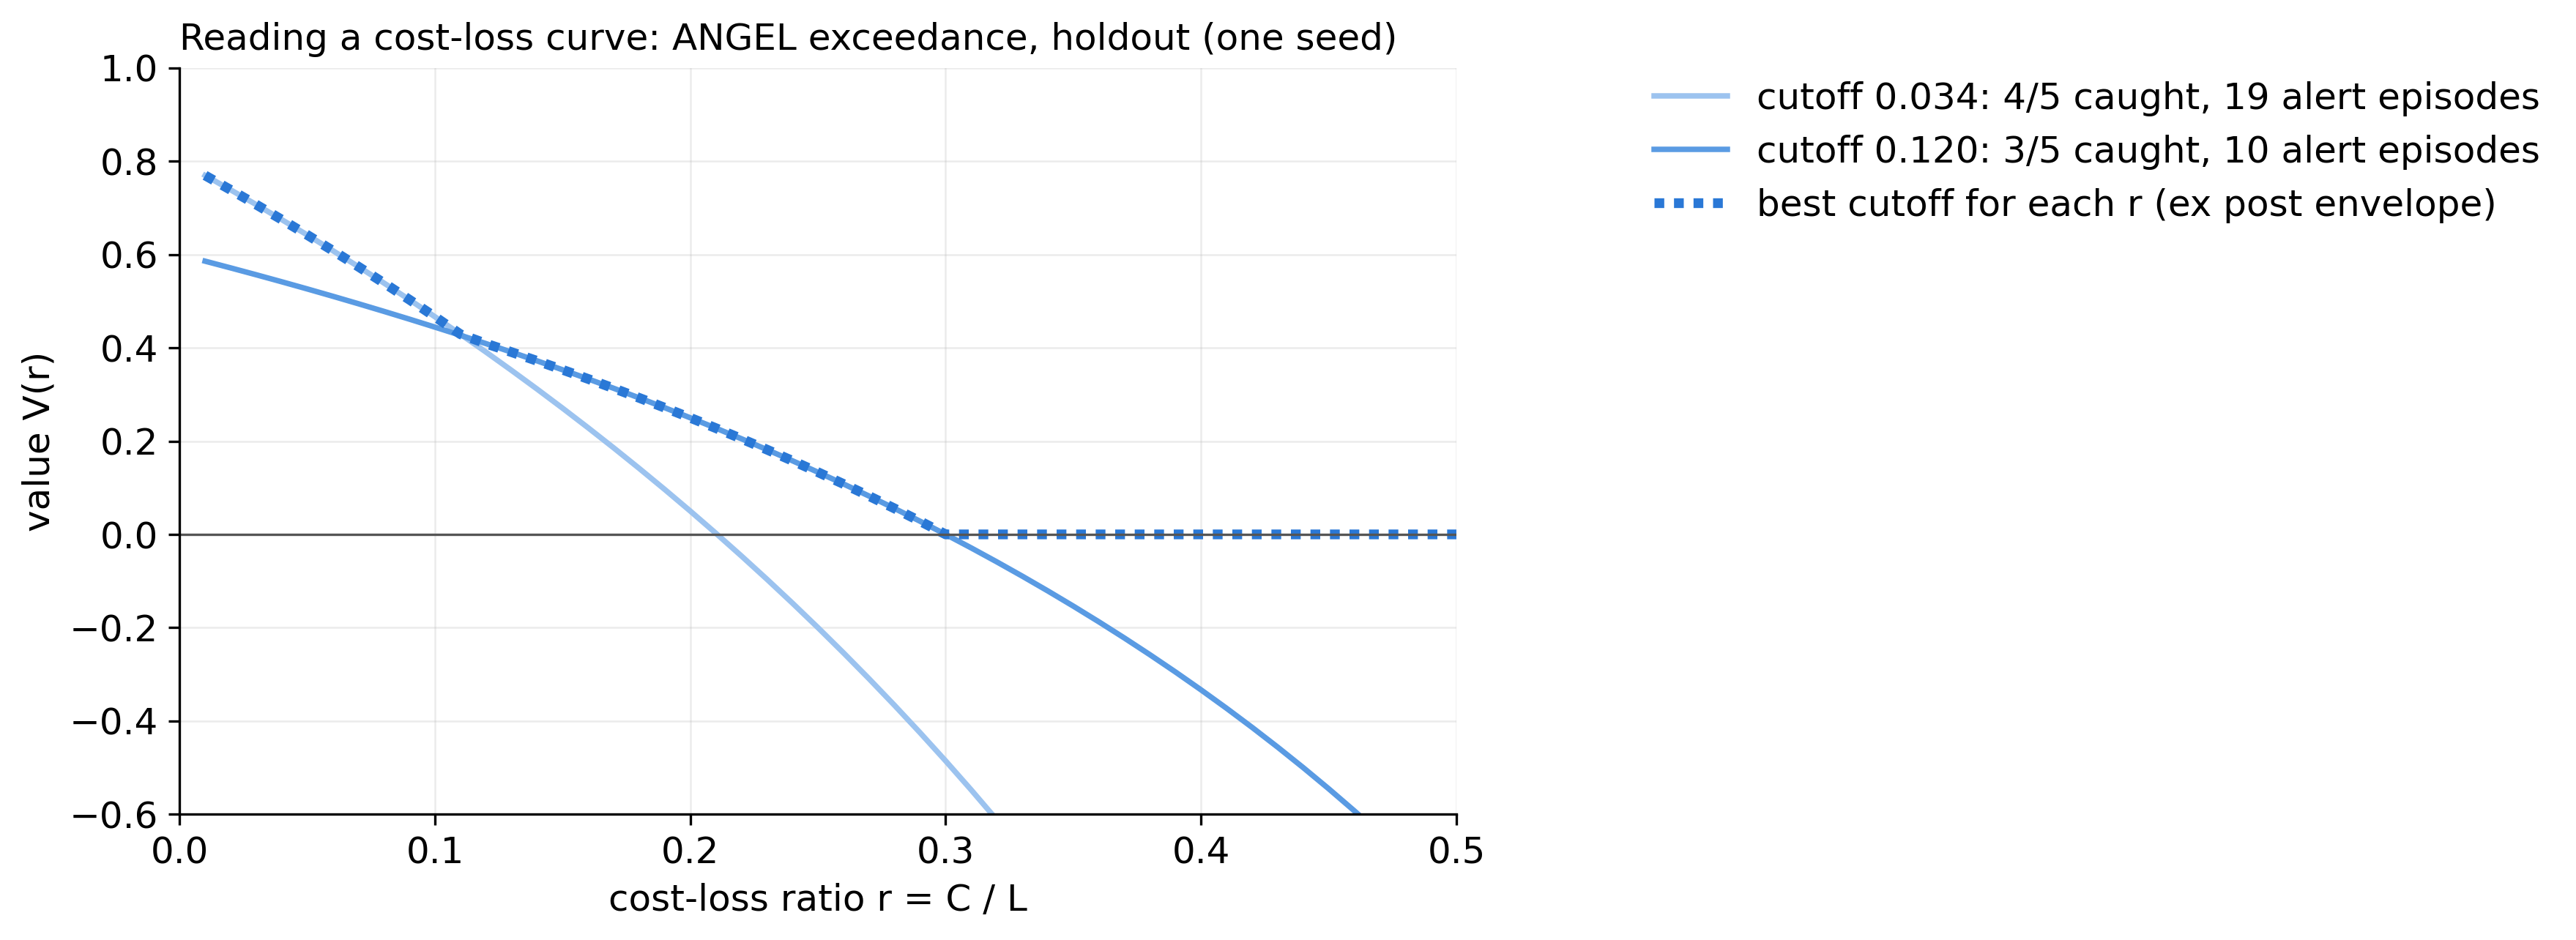 Reading a cost-loss curve: ANGEL exceedance, holdout (one seed)
1.0
0.8
0.6
0.4
0.2
0.0
−0.2
−0.4
−0.6
value V(r)
0.0 0.1 0.2 0.3 0.4 0.5
cost-loss ratio r = C / L
cutoff 0.034: 4/5 caught, 19 alert episodes
cutoff 0.120: 3/5 caught, 10 alert episodes
best cutoff for each r (ex post envelope)